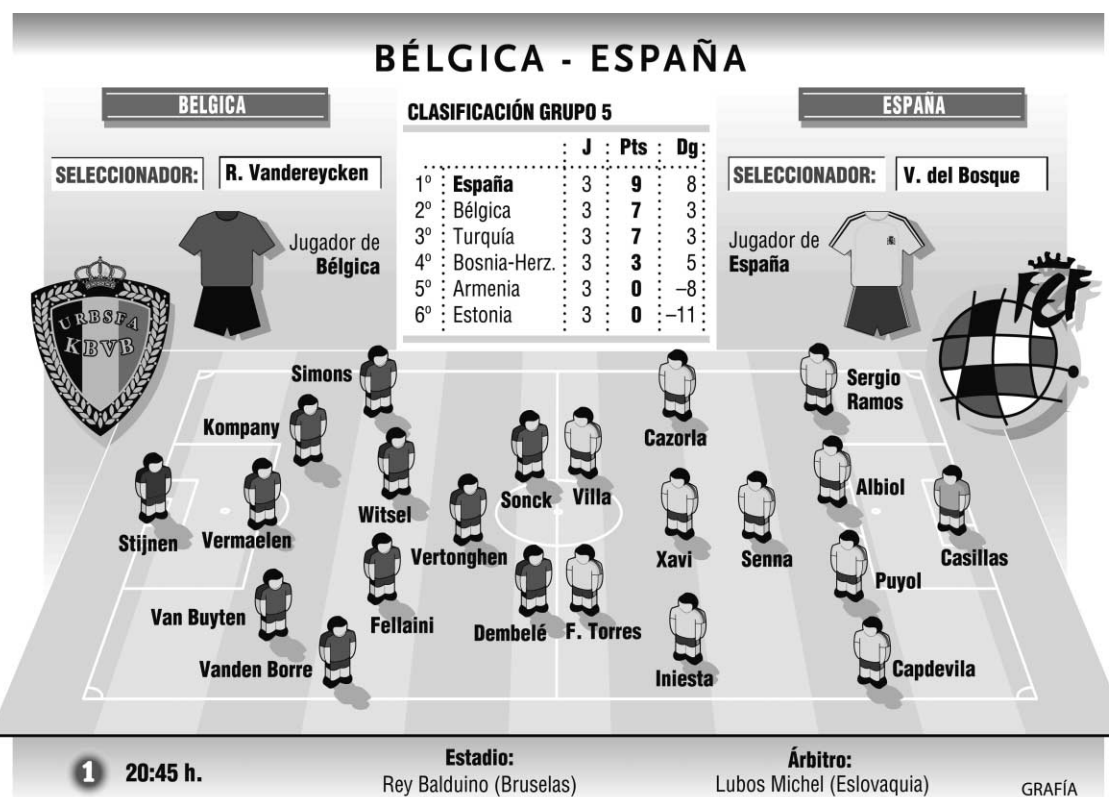 BÉLGICA - ESPAÑA
BELGICA
SELECCIONADOR: R. Vandereycken
Jugador de
Bélgica
URBSFA
KBVB
CLASIFICACIÓN GRUPO 5
J Pts Dg
1º España 3 9 8
2º Bélgica 3 7 3
3º Turquía 3 7 3
4º Bosnia-Herz. 3 3 5
5º Armenia 3 0 –8
6º Estonia 3 0 –11
ESPAÑA
SELECCIONADOR: V. del Bosque
Jugador de
España
FCF
Simons
Kompany
Stijnen
Vermaelen
Witsel
Vertonghen
Sonck
Van Buyten
Vanden Borre
Fellaini
Dembelé
Villa
F. Torres
Cazorla
Xavi
Iniesta
Senna
Sergio
Ramos
Albiol
Puyol
Capdevila
Casillas
1 20:45 h.
Estadio:
Rey Balduino (Bruselas)
Árbitro:
Lubos Michel (Eslovaquia)
GRAFÍA